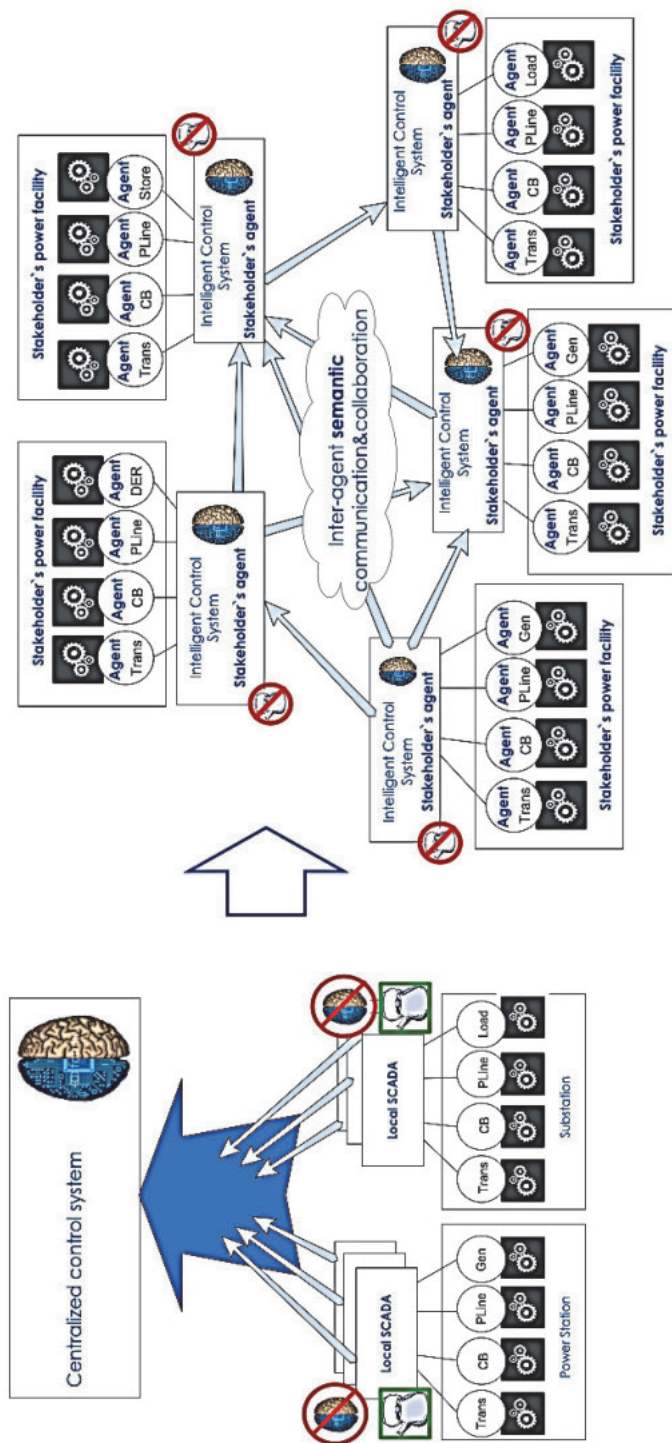 Centralized control system
Local SCADA
Trans
CB
PLine
Gen
Power Station
Local SCADA
Trans
CB
PLine
Load
Substation
Stakeholder`s power facility
Agent
Trans
Agent
CB
Agent
PLine
Agent
DER
Intelligent Control
System
Stakeholder`s agent
Stakeholder`s power facility
Agent
Trans
Agent
CB
Agent
PLine
Agent
Store
Intelligent Control
System
Stakeholder`s agent
Inter-agent semantic
communication&collaboration
Intelligent Control
System
Stakeholder`s agent
Agent
Trans
Agent
CB
Agent
PLine
Agent
Gen
Stakeholder`s power facility
Intelligent Control
System
Stakeholder`s agent
Agent
Trans
Agent
CB
Agent
PLine
Agent
Gen
Stakeholder`s power facility
Intelligent Control
System
Stakeholder`s agent
Agent
Trans
Agent
CB
Agent
PLine
Agent
Load
Stakeholder`s power facility